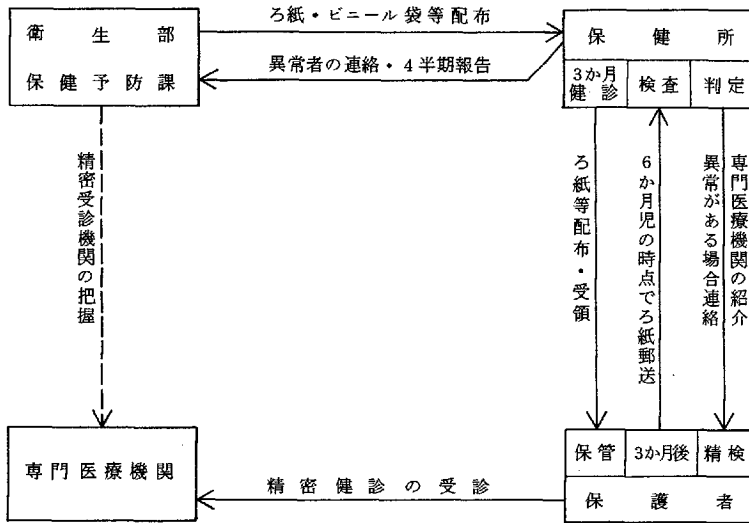 ろ紙・ビニール袋等配布
衛生部
保健予防課
異常者の連絡・4半期報告
保健所
3か月
健診
検査
判定
精密受診機関の把握
ろ紙等配布・受領
6か月児の時点でろ紙郵送
専門医療機関の紹介
異常がある場合連絡
専門医療機関
精密健診の受診
保管
3か月後
精検
保護者